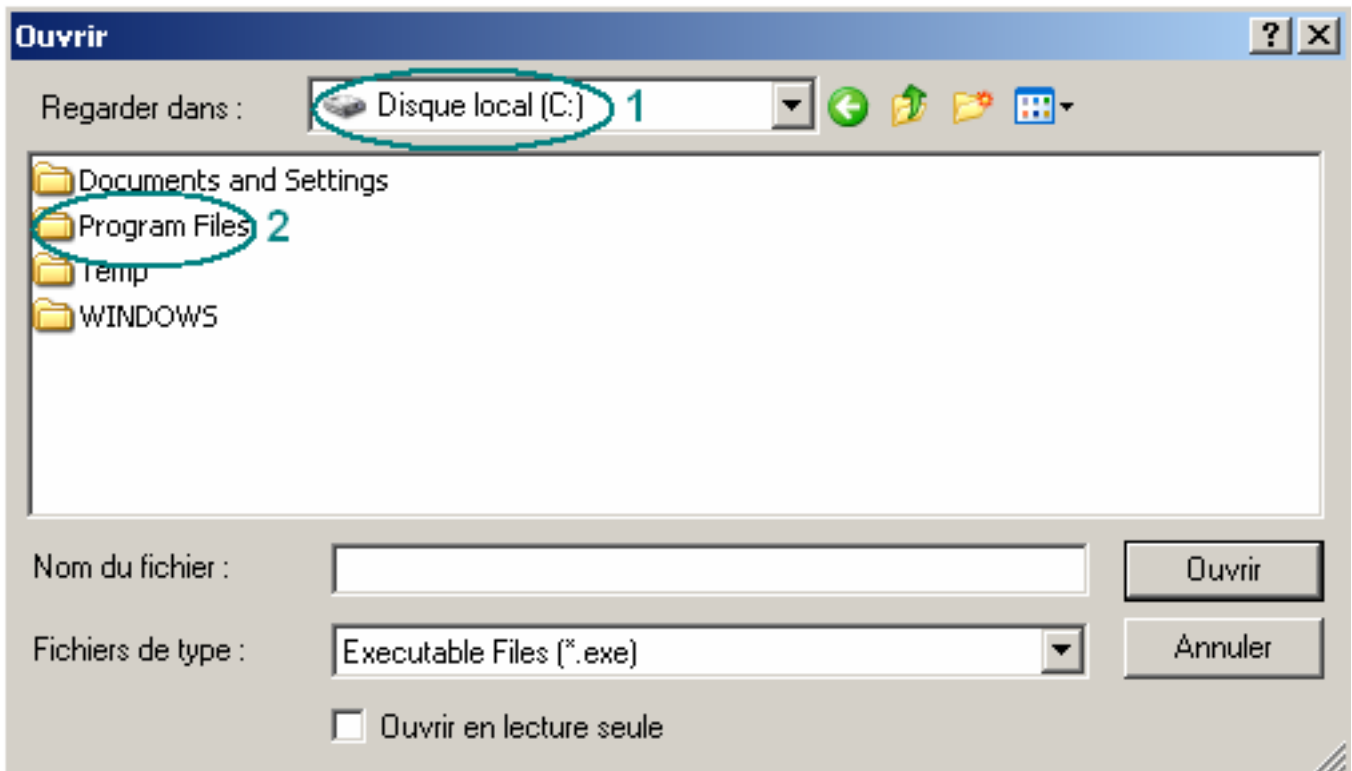 Ouvrir
Regarder dans : Disque local (C:) 1
Documents and Settings
Program Files 2
Temp
WINDOWS
Nom du fichier : Ouvrir
Fichiers de type : Executable Files (*.exe) Annuler
Ouvrir en lecture seule